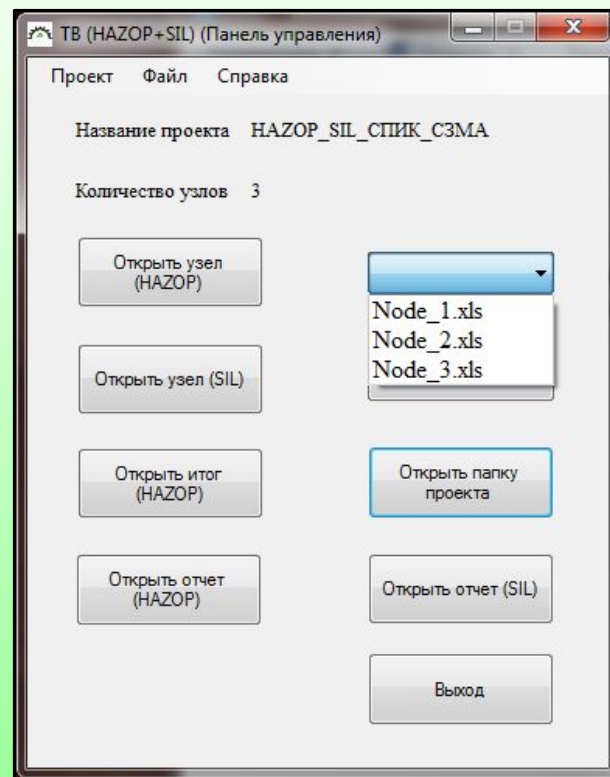 ТВ (HAZOP+SIL) (Панель управления)
Проект Файл Справка
Название проекта HAZOP_SIL_СПИК_СЗМА
Количество узлов 3
Открыть узел
(HAZOP)
Node_1.xls
Node_2.xls
Node_3.xls
Открыть узел (SIL)
Открыть итог
(HAZOP)
Открыть папку
проекта
Открыть отчет
(HAZOP)
Открыть отчет (SIL)
Выход